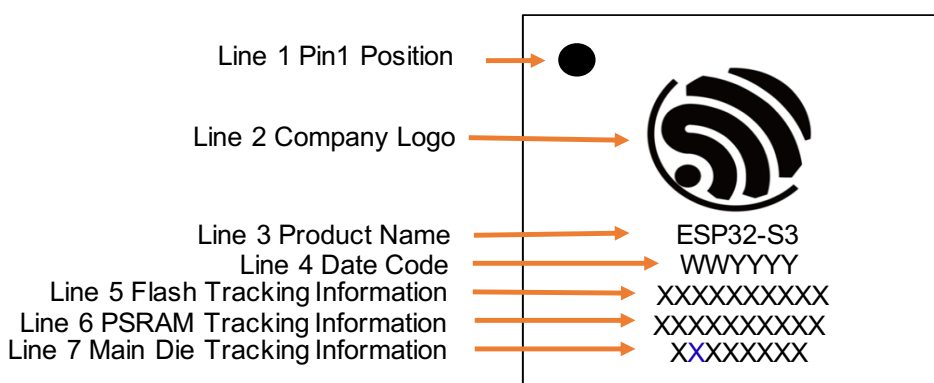 Line 1 Pin1 Position
Line 2 Company Logo
Line 3 Product Name ESP32-S3
Line 4 Date Code WWYYYY
Line 5 Flash Tracking Information XXXXXXXXXX
Line 6 PSRAM Tracking Information XXXXXXXXXX
Line 7 Main Die Tracking Information XXXXXXXX